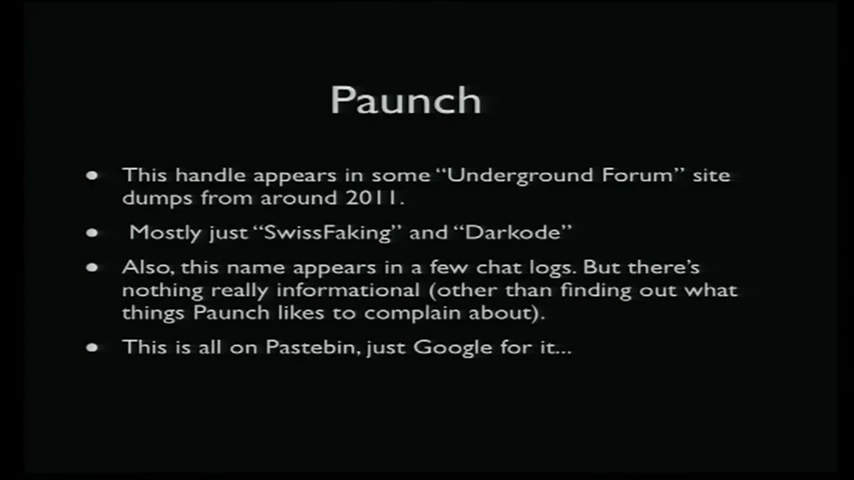 Paunch
● This handle appears in some “Underground Forum” site
dumps from around 2011.
● Mostly just “SwissFaking” and “Darkode”
● Also, this name appears in a few chat logs. But there’s
nothing really informational (other than finding out what
things Paunch likes to complain about).
● This is all on Pastebin, just Google for it...